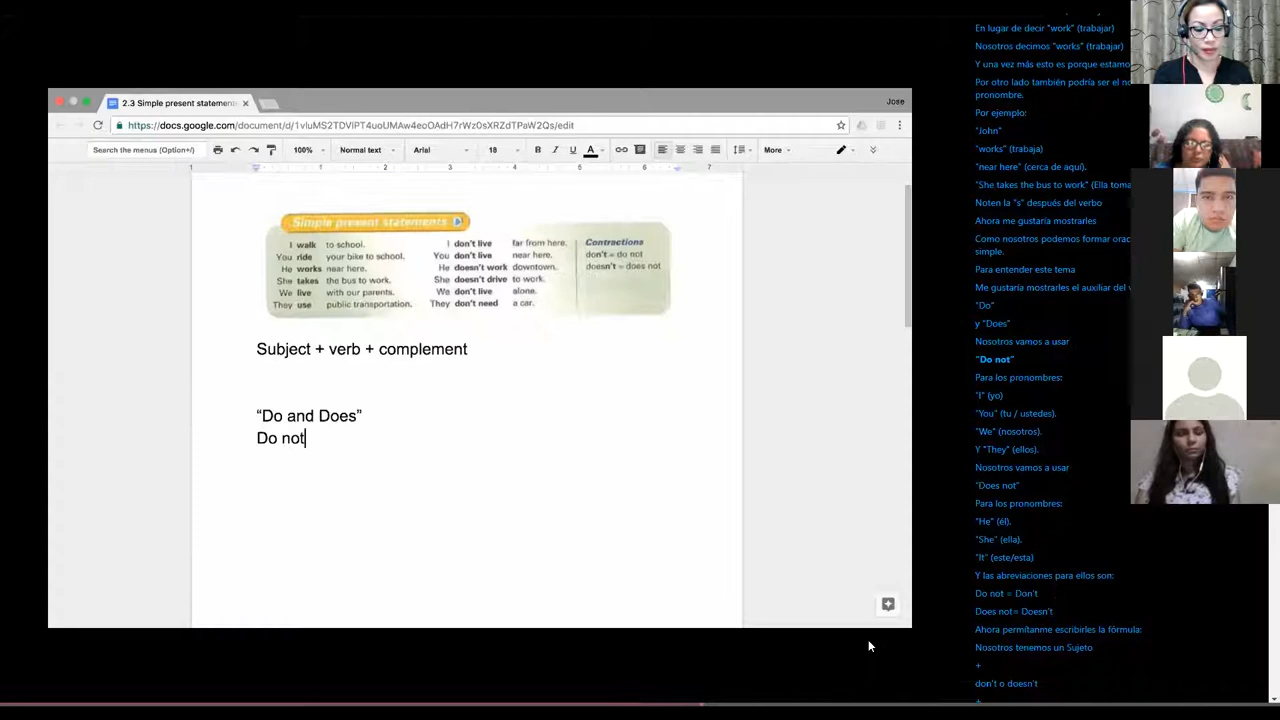 2.3 Simple present statement
Jose
https://docs.google.com/document/d/1vluMS2TDVlPT4uoUMAw4eoOAdH7rWz0sXRZdTPaW2Qs/edit
Search the menus (Option+/)
100%
Normal text
Arial
18
B I U A
More
1 1 2 3 4 5 6 7
Simple present statements
I walk to school.
You ride your bike to school.
He works near here.
She takes the bus to work.
We live with our parents.
They use public transportation.
I don't live far from here.
You don't live near here.
He doesn't work downtown.
She doesn't drive to work.
We don't live alone.
They don't need a car.
Contractions
don't = do not
doesn't = does not
Subject + verb + complement
“Do and Does”
Do not
En lugar de decir "work" (trabajar)
Nosotros decimos "works" (trabajar)
Y una vez más esto es porque estamo
Por otro lado también podría ser el no
pronombre.
Por ejemplo:
"John"
"works" (trabaja)
"near here" (cerca de aquí).
"She takes the bus to work" (Ella toma
Noten la "s" después del verbo
Ahora me gustaría mostrarles
Como nosotros podemos formar orac
simple.
Para entender este tema
Me gustaría mostrarles el auxiliar del v
"Do"
y "Does"
Nosotros vamos a usar
"Do not"
Para los pronombres:
"I" (yo)
"You" (tu / ustedes).
"We" (nosotros).
Y "They" (ellos).
Nosotros vamos a usar
"Does not"
Para los pronombres:
"He" (él).
"She" (ella).
"It" (este/esta)
Y las abreviaciones para ellos son:
Do not = Don't
Does not= Doesn't
Ahora permítanme escribirles la fórmula:
Nosotros tenemos un Sujeto
+
don't o doesn't
+